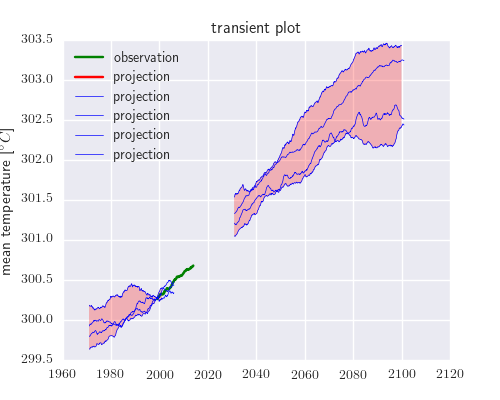 transient plot
303.5
303.0
302.5
302.0
301.5
301.0
300.5
300.0
299.5
mean temperature [°C]
observation
projection
projection
projection
projection
projection
1960 1980 2000 2020 2040 2060 2080 2100 2120